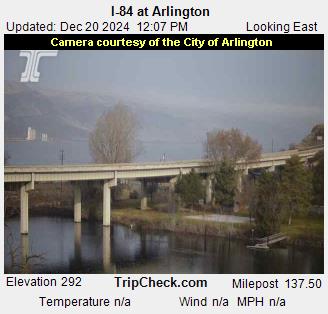 I-84 at Arlington
Updated: Dec 20 2024 12:07 PM Looking East
Camera courtesy of the City of Arlington
Elevation 292 TripCheck.com Milepost 137.50
Temperature n/a Wind n/a MPH n/a